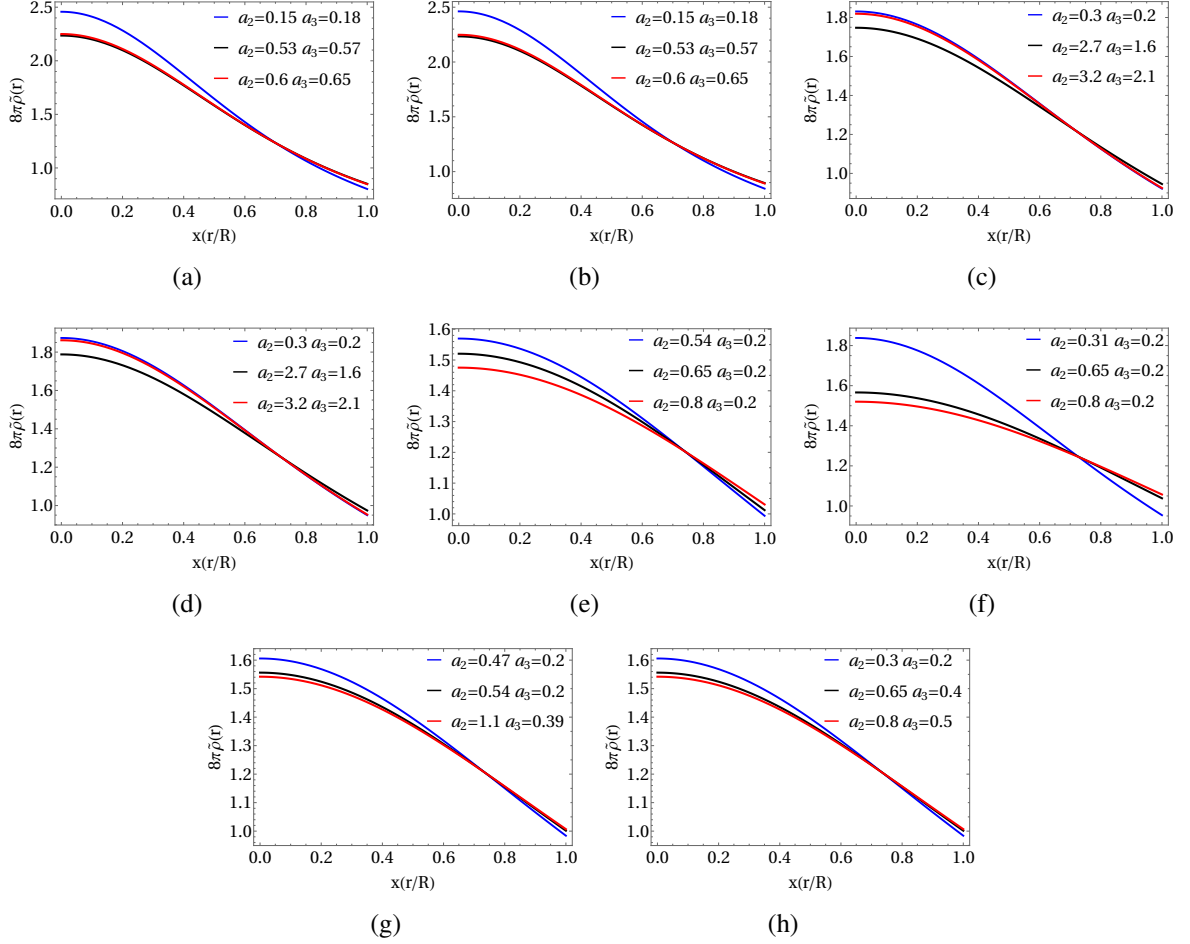 2.5
2.0
1.5
1.0
8πρ̃(r)
a₂=0.15 a₃=0.18
a₂=0.53 a₃=0.57
a₂=0.6 a₃=0.65
0.0 0.2 0.4 0.6 0.8 1.0
x(r/R)
(a)
2.5
2.0
1.5
1.0
8πρ̃(r)
a₂=0.15 a₃=0.18
a₂=0.53 a₃=0.57
a₂=0.6 a₃=0.65
0.0 0.2 0.4 0.6 0.8 1.0
x(r/R)
(b)
1.8
1.6
1.4
1.2
1.0
8πρ̃(r)
a₂=0.3 a₃=0.2
a₂=2.7 a₃=1.6
a₂=3.2 a₃=2.1
0.0 0.2 0.4 0.6 0.8 1.0
x(r/R)
(c)
1.8
1.6
1.4
1.2
1.0
8πρ̃(r)
a₂=0.3 a₃=0.2
a₂=2.7 a₃=1.6
a₂=3.2 a₃=2.1
0.0 0.2 0.4 0.6 0.8 1.0
x(r/R)
(d)
1.6
1.5
1.4
1.3
1.2
1.1
1.0
8πρ̃(r)
a₂=0.54 a₃=0.2
a₂=0.65 a₃=0.2
a₂=0.8 a₃=0.2
0.0 0.2 0.4 0.6 0.8 1.0
x(r/R)
(e)
1.8
1.6
1.4
1.2
1.0
8πρ̃(r)
a₂=0.31 a₃=0.2
a₂=0.65 a₃=0.2
a₂=0.8 a₃=0.2
0.0 0.2 0.4 0.6 0.8 1.0
x(r/R)
(f)
1.6
1.5
1.4
1.3
1.2
1.1
1.0
8πρ̃(r)
a₂=0.47 a₃=0.2
a₂=0.54 a₃=0.2
a₂=1.1 a₃=0.39
0.0 0.2 0.4 0.6 0.8 1.0
x(r/R)
(g)
1.6
1.5
1.4
1.3
1.2
1.1
1.0
8πρ̃(r)
a₂=0.3 a₃=0.2
a₂=0.65 a₃=0.4
a₂=0.8 a₃=0.5
0.0 0.2 0.4 0.6 0.8 1.0
x(r/R)
(h)